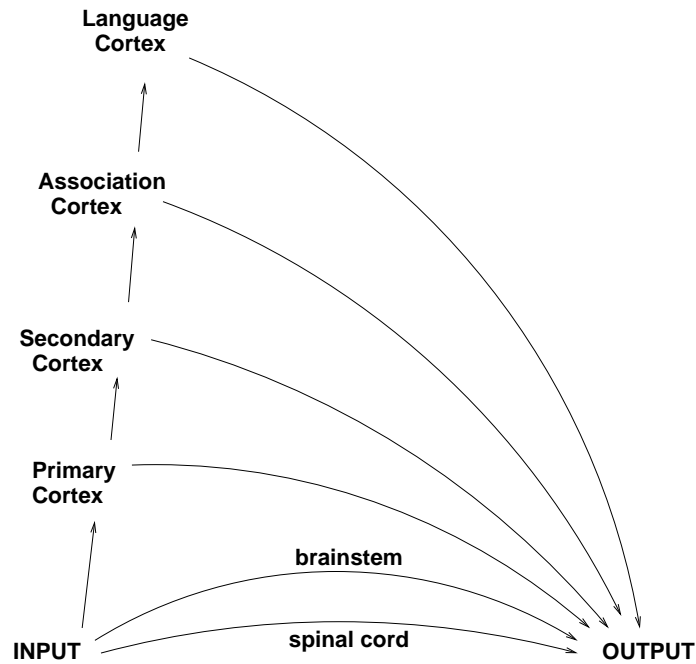 Language
Cortex
Association
Cortex
Secondary
Cortex
Primary
Cortex
brainstem
INPUT
spinal cord
OUTPUT